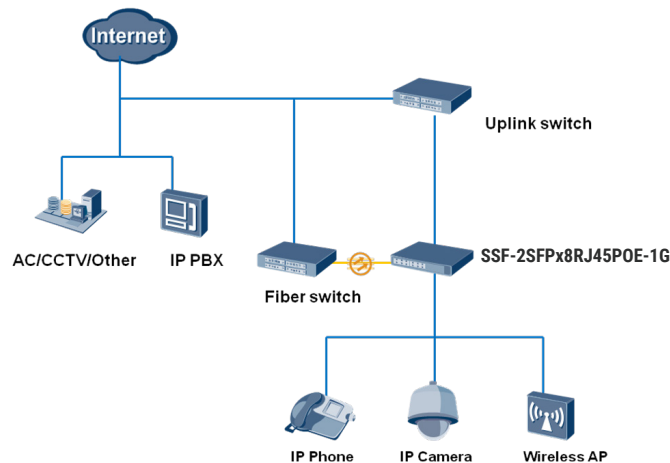 Internet
Uplink switch
AC/CCTV/Other
IP PBX
SSF-2SFPx8RJ45POE-1G
Fiber switch
IP Phone
IP Camera
Wireless AP